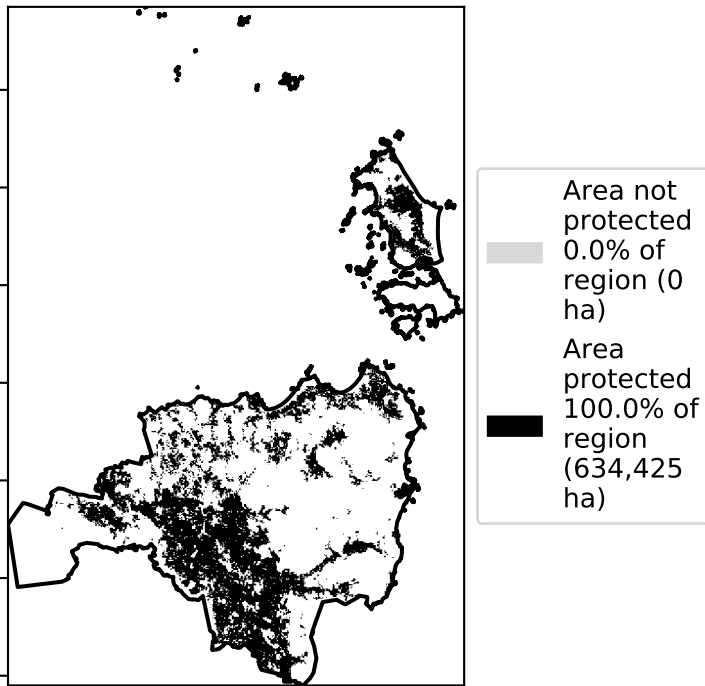 Area not
protected
0.0% of
region (0
ha)
Area
protected
100.0% of
region
(634,425
ha)